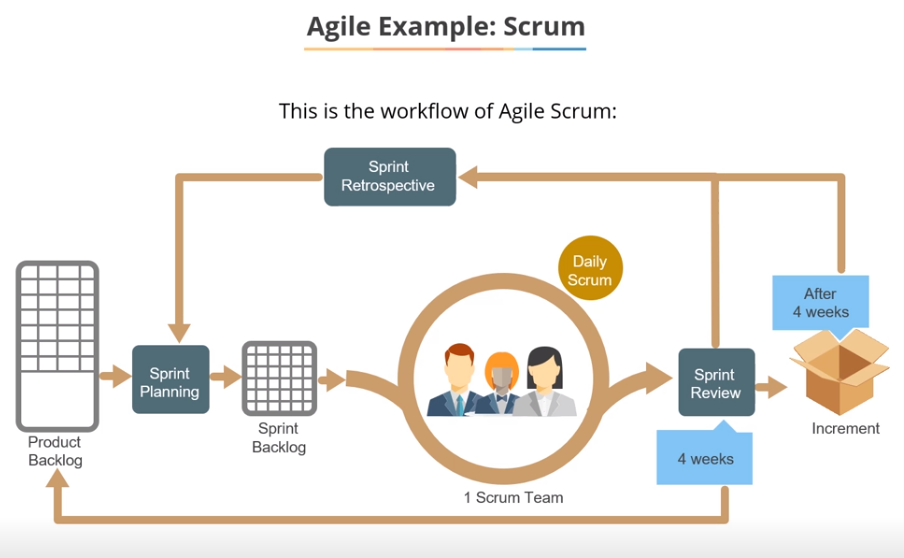 Agile Example: Scrum
This is the workflow of Agile Scrum:
Sprint
Retrospective
Daily
Scrum
After
4 weeks
Sprint
Planning
Sprint
Review
Product
Backlog
Sprint
Backlog
1 Scrum Team
4 weeks
Increment